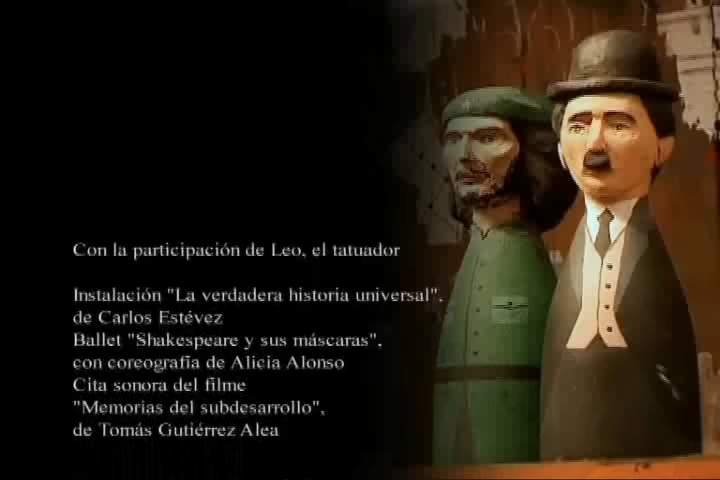 Con la participación de Leo, el tatuador
Instalación "La verdadera historia universal",
de Carlos Estévez
Ballet "Shakespeare y sus máscaras",
con coreografía de Alicia Alonso
Cita sonora del filme
"Memorias del subdesarrollo",
de Tomás Gutiérrez Alea